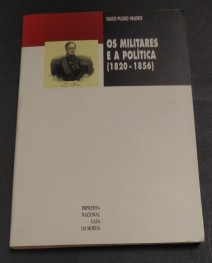 VASCO PULIDO VALENTE
OS MILITARES
E A POLÍTICA
(1820-1856)
IMPRENSA
NACIONAL
CASA
DA MOEDA